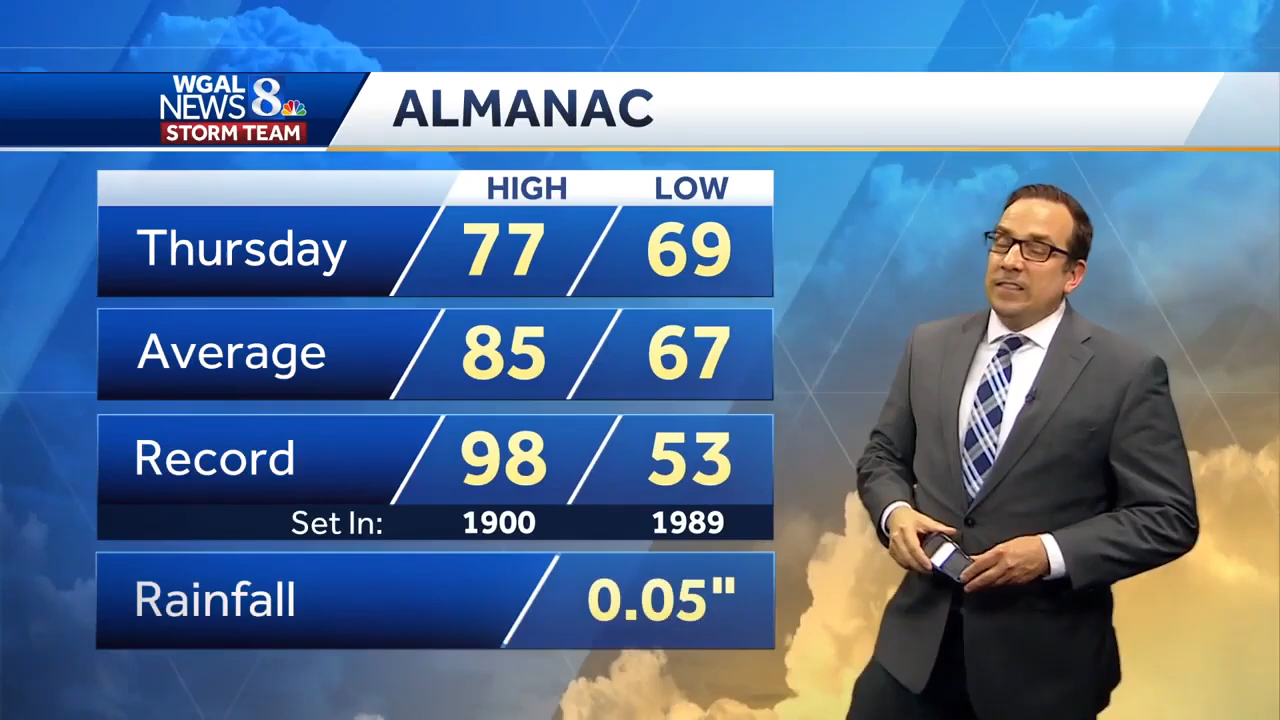 WGAL
NEWS 8
STORM TEAM
ALMANAC
HIGH LOW
Thursday 77 69
Average 85 67
Record 98 53
Set In: 1900 1989
Rainfall 0.05"